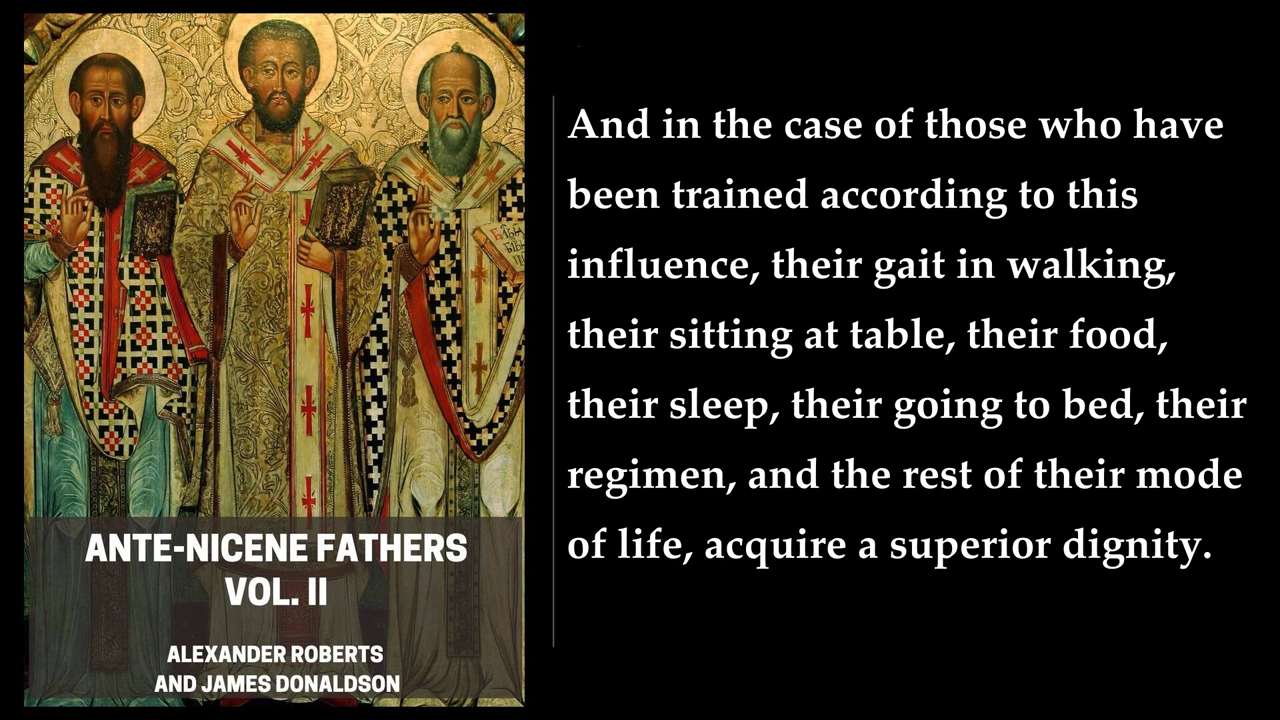 ANTE-NICENE FATHERS
VOL. II
ALEXANDER ROBERTS
AND JAMES DONALDSON
And in the case of those who have
been trained according to this
influence, their gait in walking,
their sitting at table, their food,
their sleep, their going to bed, their
regimen, and the rest of their mode
of life, acquire a superior dignity.